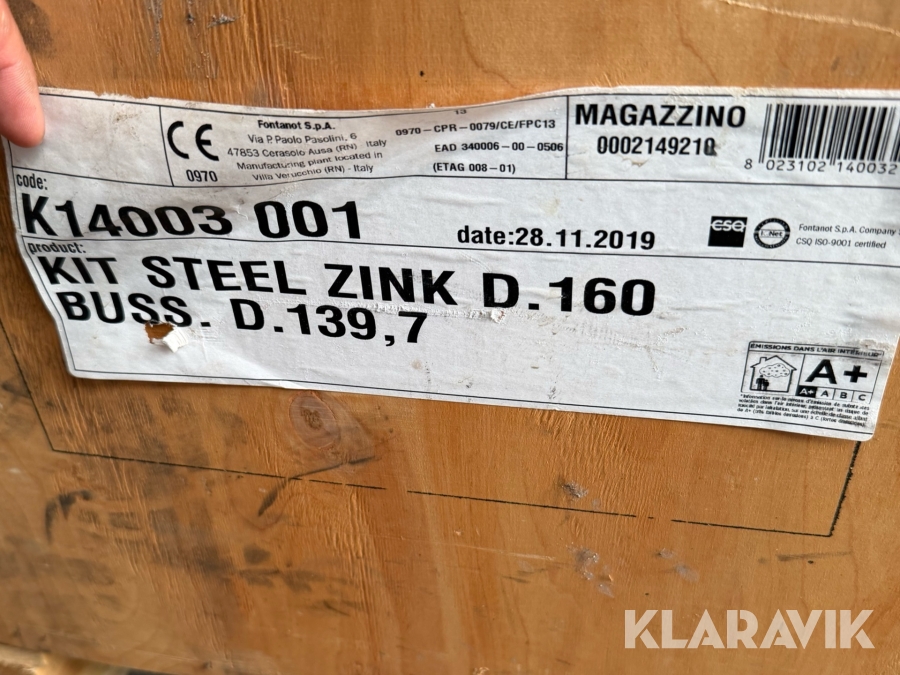 13
CE
0970
Fontanot S.p.A.
Via P. Paolo Pasolini, 6
47853 Cerasolo Ausa (RN) Italy
Manufacturing plant located in
Villa Verucchio (RN) - Italy
0970-CPR-0079/CE/FPC13
EAD 340006-00-0506
(ETAG 008-01)
MAGAZZINO
0002149210
8 023102 140032
code:
K14003 001
date:28.11.2019
CSQ
Fontanot S.p.A. Company
CSQ ISO-9001 certified
product:
KIT STEEL ZINK D.160
BUSS. D.139,7
ÉMISSIONS DANS L'AIR INTÉRIEUR*
A+
A+ A B C
KLARAVIK